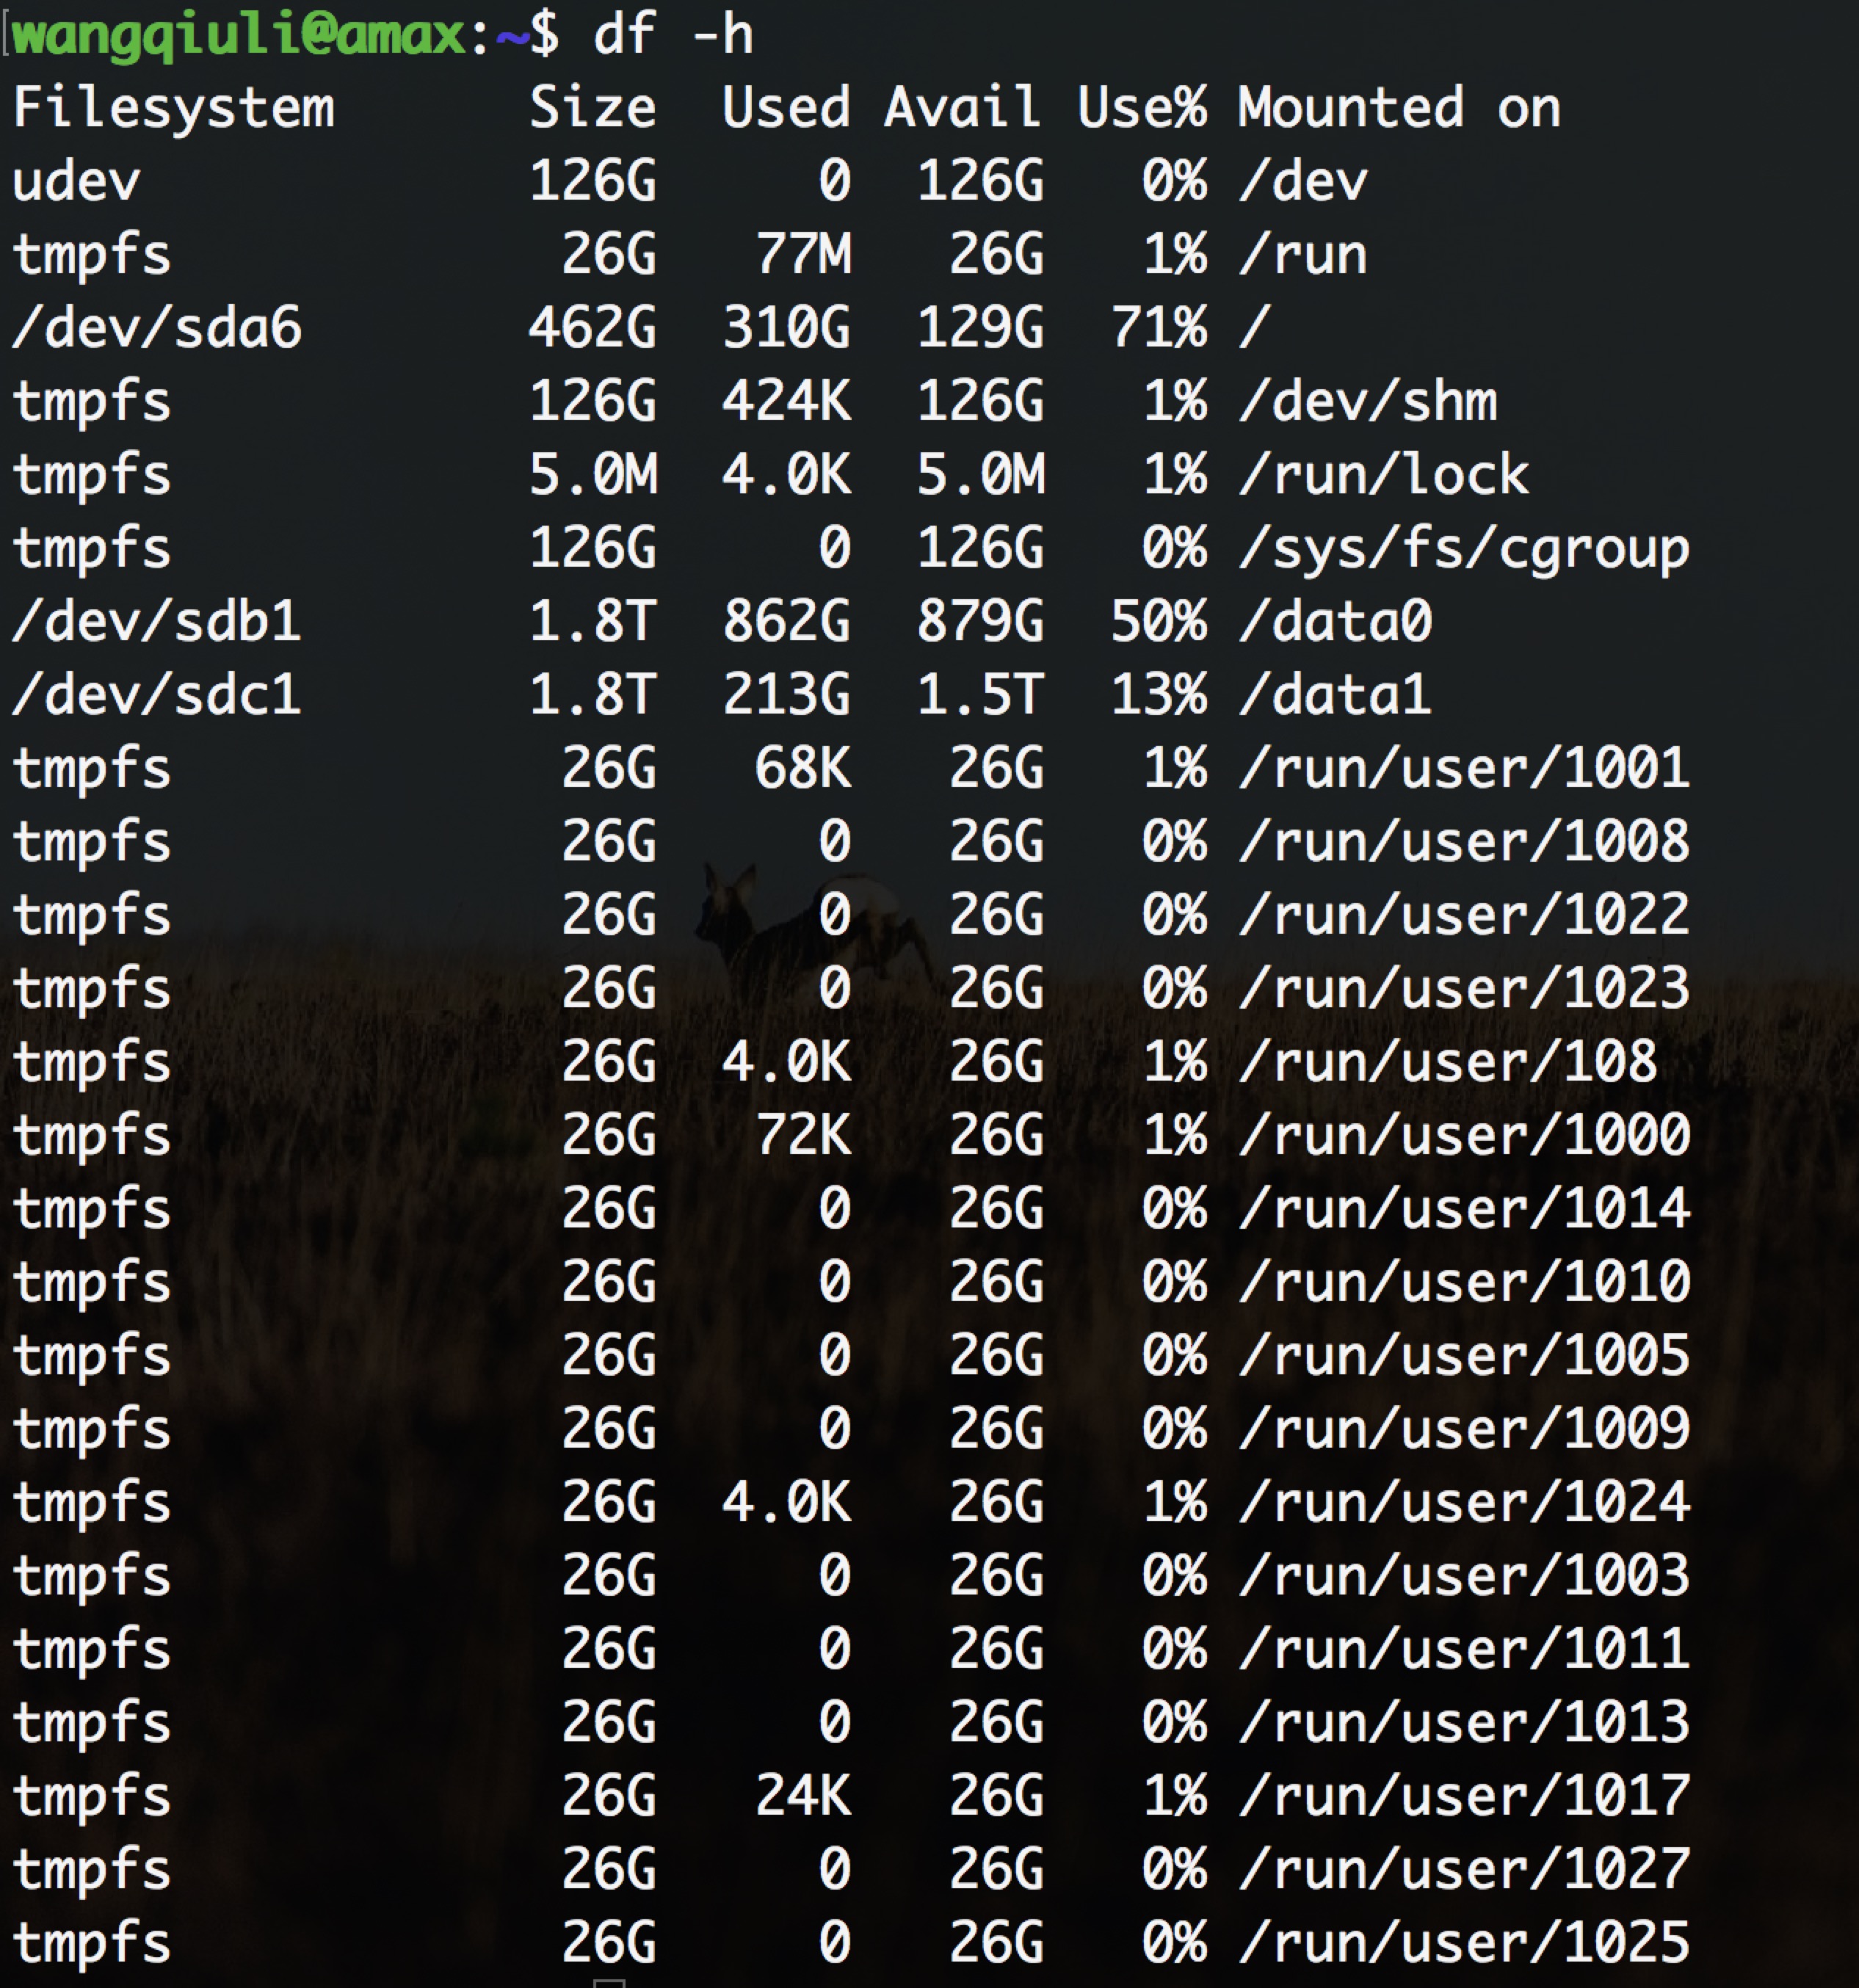 wangqiuli@amax:~$ df -h
Filesystem      Size  Used Avail Use% Mounted on
udev            126G     0  126G   0% /dev
tmpfs            26G   77M   26G   1% /run
/dev/sda6       462G  310G  129G  71% /
tmpfs           126G  424K  126G   1% /dev/shm
tmpfs           5.0M  4.0K  5.0M   1% /run/lock
tmpfs           126G     0  126G   0% /sys/fs/cgroup
/dev/sdb1       1.8T  862G  879G  50% /data0
/dev/sdc1       1.8T  213G  1.5T  13% /data1
tmpfs            26G   68K   26G   1% /run/user/1001
tmpfs            26G     0   26G   0% /run/user/1008
tmpfs            26G     0   26G   0% /run/user/1022
tmpfs            26G     0   26G   0% /run/user/1023
tmpfs            26G  4.0K   26G   1% /run/user/108
tmpfs            26G   72K   26G   1% /run/user/1000
tmpfs            26G     0   26G   0% /run/user/1014
tmpfs            26G     0   26G   0% /run/user/1010
tmpfs            26G     0   26G   0% /run/user/1005
tmpfs            26G     0   26G   0% /run/user/1009
tmpfs            26G  4.0K   26G   1% /run/user/1024
tmpfs            26G     0   26G   0% /run/user/1003
tmpfs            26G     0   26G   0% /run/user/1011
tmpfs            26G     0   26G   0% /run/user/1013
tmpfs            26G   24K   26G   1% /run/user/1017
tmpfs            26G     0   26G   0% /run/user/1027
tmpfs            26G     0   26G   0% /run/user/1025